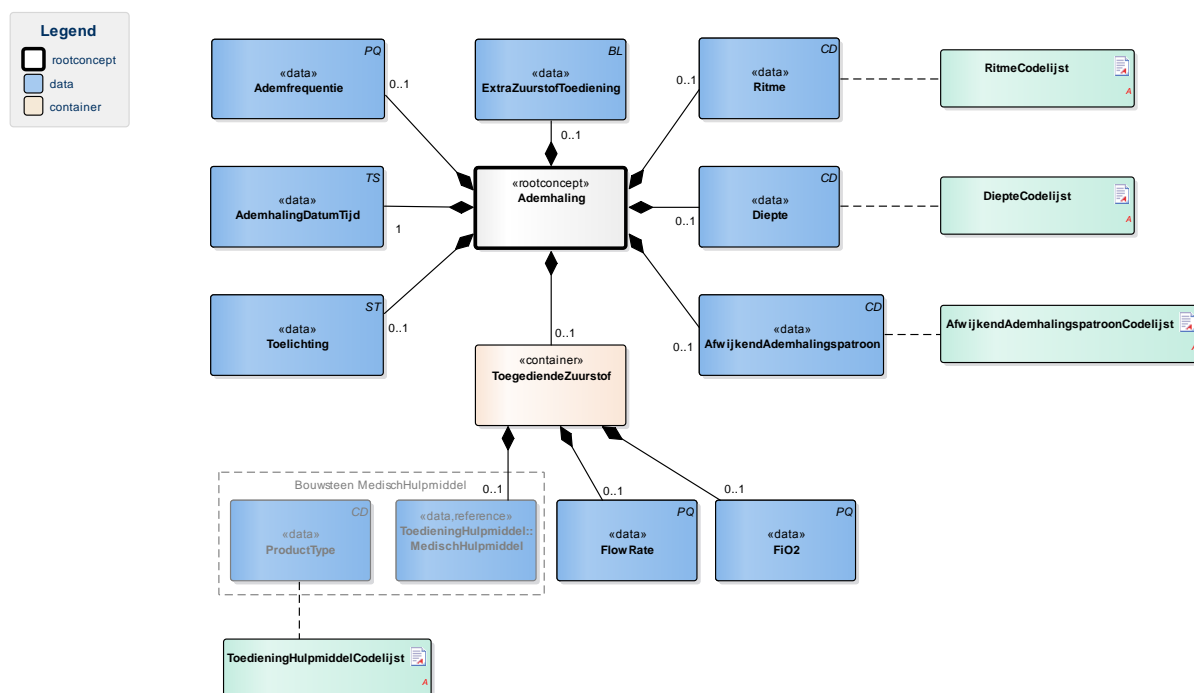 Legend
rootconcept
data
container
PQ
«data»
Ademfrequentie
0..1
BL
«data»
ExtraZuurstofToediening
0..1
CD
«data»
Ritme
0..1
RitmeCodelijst
A
TS
«data»
AdemhalingDatumTijd
1
«rootconcept»
Ademhaling
CD
«data»
Diepte
0..1
DiepteCodelijst
A
ST
«data»
Toelichting
0..1
0..1
CD
«data»
AfwijkendAdemhalingspatroon
0..1
AfwijkendAdemhalingspatroonCodelijst
A
«container»
ToegediendeZuurstof
Bouwsteen MedischHulpmiddel
CD
«data»
ProductType
0..1
«data,reference»
ToedieningHulpmiddel::
MedischHulpmiddel
0..1
PQ
«data»
FlowRate
0..1
PQ
«data»
FiO2
ToedieningHulpmiddelCodelijst
A